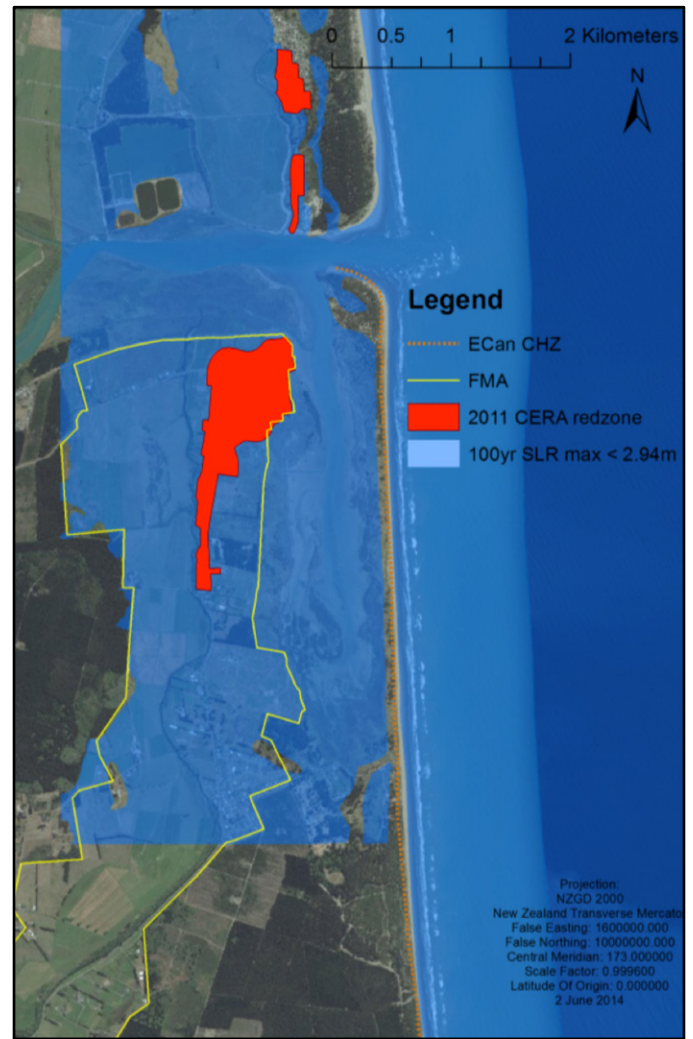 0 0.5 1 2 Kilometers
N
Legend
ECan CHZ
FMA
2011 CERA redzone
100yr SLR max < 2.94m
Projection:
NZGD 2000
New Zealand Transverse Mercato
False Easting: 1600000.000
False Northing: 10000000.000
Central Meridian: 173.000000
Scale Factor: 0.999600
Latitude Of Origin: 0.000000
2 June 2014